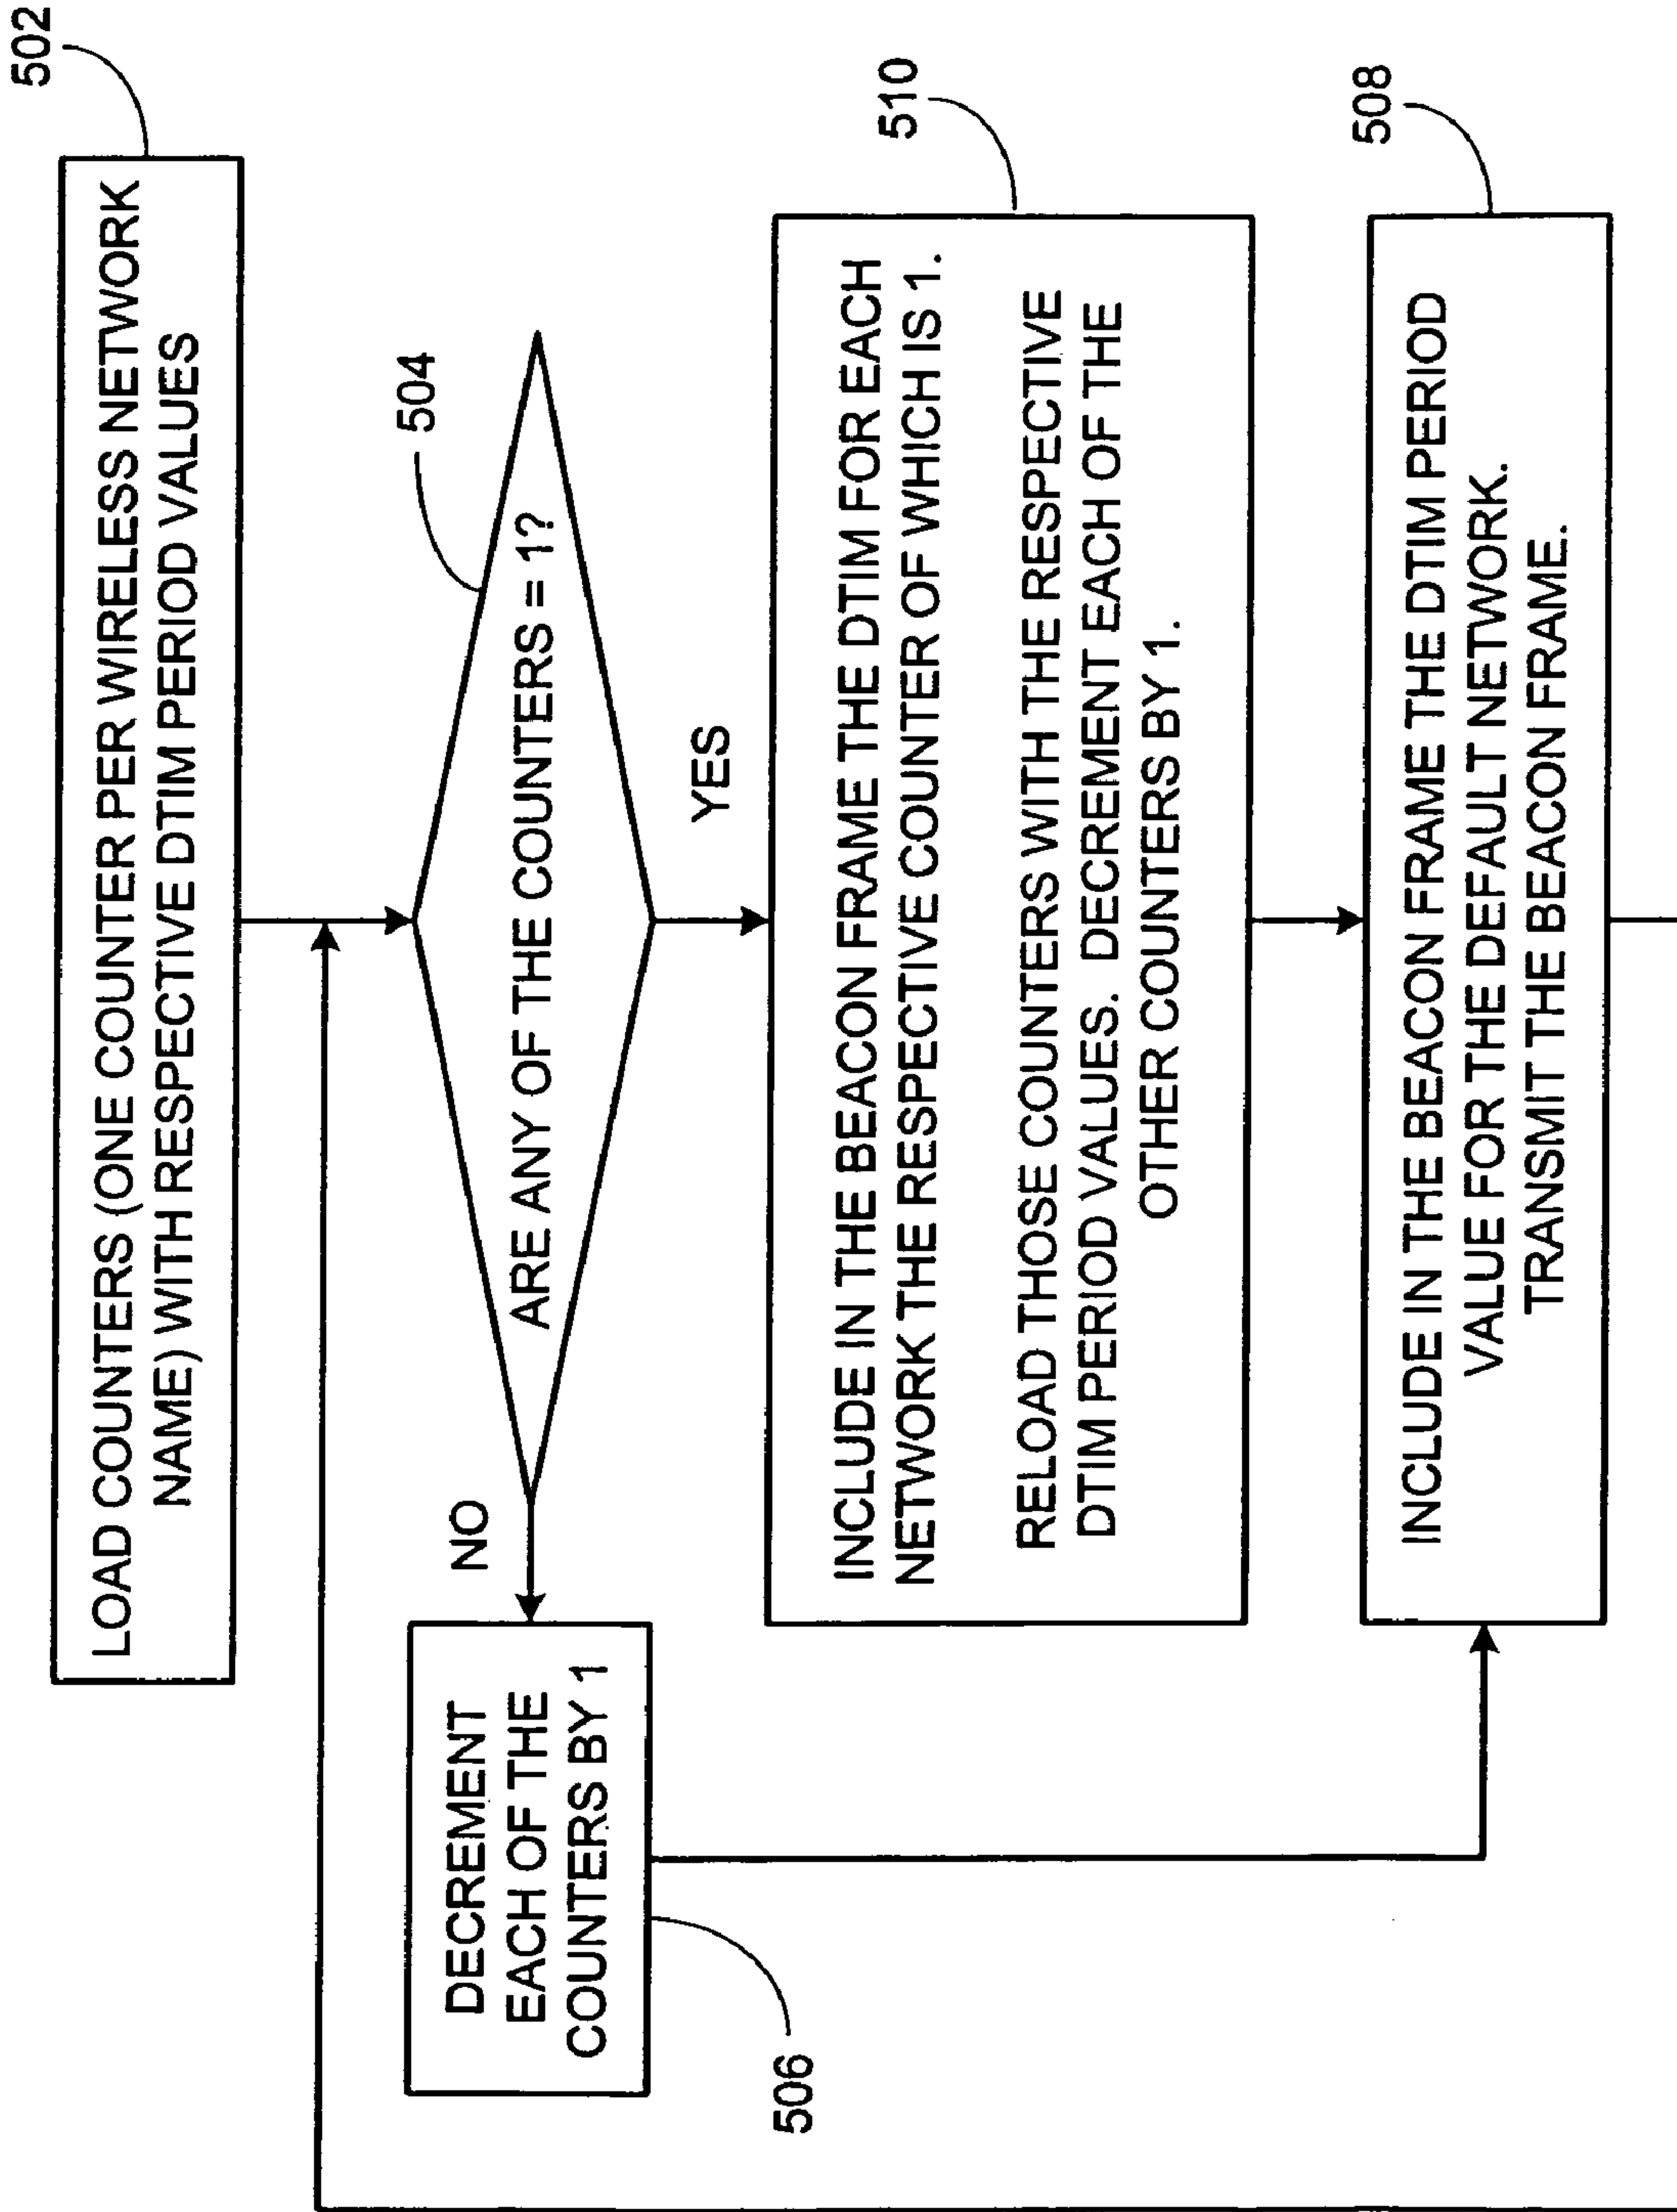 502
LOAD COUNTERS (ONE COUNTER PER WIRELESS NETWORK
NAME) WITH RESPECTIVE DTIM PERIOD VALUES
504
ARE ANY OF THE COUNTERS = 1?
NO
YES
DECREMENT
EACH OF THE
COUNTERS BY 1
506
510
INCLUDE IN THE BEACON FRAME THE DTIM FOR EACH
NETWORK THE RESPECTIVE COUNTER OF WHICH IS 1.
RELOAD THOSE COUNTERS WITH THE RESPECTIVE
DTIM PERIOD VALUES. DECREMENT EACH OF THE
OTHER COUNTERS BY 1.
508
INCLUDE IN THE BEACON FRAME THE DTIM PERIOD
VALUE FOR THE DEFAULT NETWORK.
TRANSMIT THE BEACON FRAME.